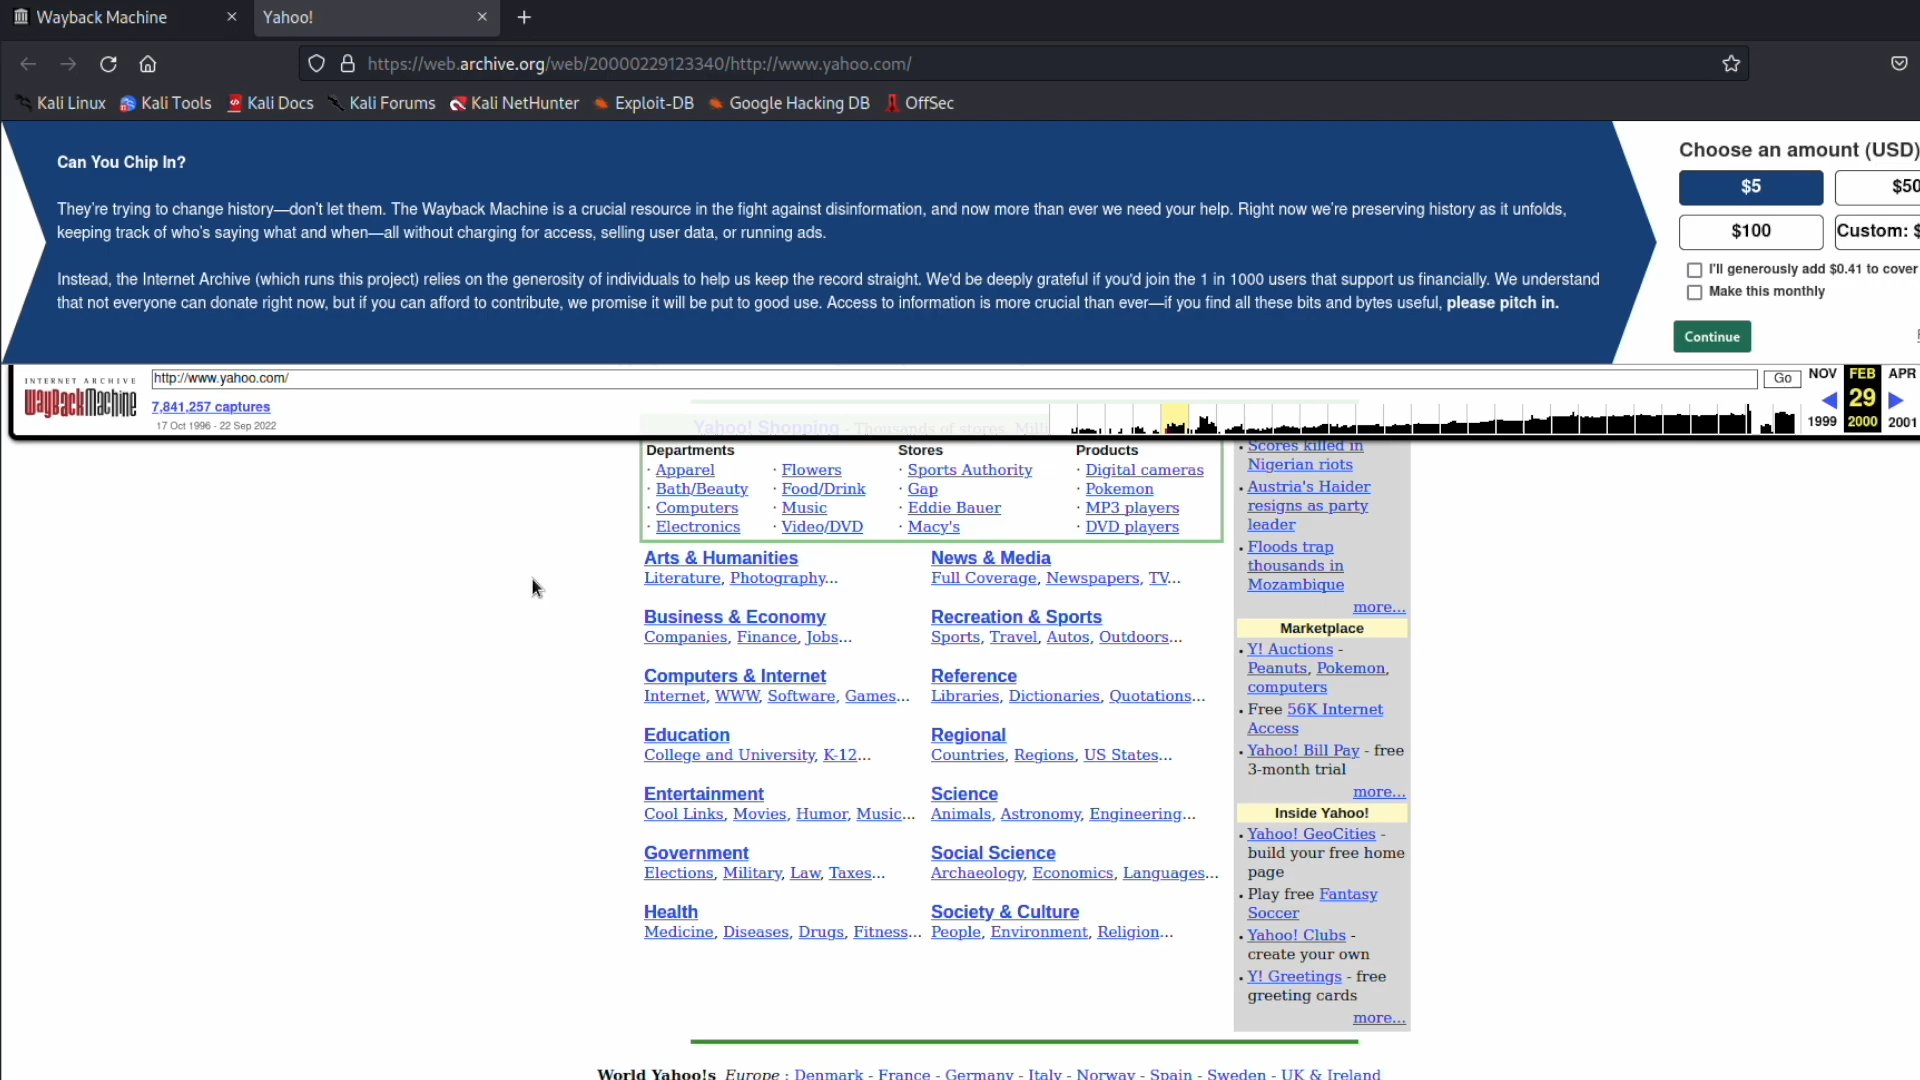 Wayback Machine
Yahoo!
https://web.archive.org/web/20000229123340/http://www.yahoo.com/
Kali Linux Kali Tools Kali Docs Kali Forums Kali NetHunter Exploit-DB Google Hacking DB OffSec
Can You Chip In?
They're trying to change history—don't let them. The Wayback Machine is a crucial resource in the fight against disinformation, and now more than ever we need your help. Right now we're preserving history as it unfolds,
keeping track of who's saying what and when—all without charging for access, selling user data, or running ads.
Instead, the Internet Archive (which runs this project) relies on the generosity of individuals to help us keep the record straight. We'd be deeply grateful if you'd join the 1 in 1000 users that support us financially. We understand
that not everyone can donate right now, but if you can afford to contribute, we promise it will be put to good use. Access to information is more crucial than ever—if you find all these bits and bytes useful, please pitch in.
Choose an amount (USD)
$5 $50
$100 Custom: $
I'll generously add $0.41 to cover
Make this monthly
Continue
INTERNET ARCHIVE
WayBackMachine
http://www.yahoo.com/
Go
7,841,257 captures
17 Oct 1996 - 22 Sep 2022
NOV FEB APR
29
1999 2000 2001
Yahoo! Shopping - Thousands of stores. Mill
Departments Stores Products
· Apparel · Flowers · Sports Authority · Digital cameras
· Bath/Beauty · Food/Drink · Gap · Pokemon
· Computers · Music · Eddie Bauer · MP3 players
· Electronics · Video/DVD · Macy's · DVD players
Arts & Humanities
Literature, Photography...
News & Media
Full Coverage, Newspapers, TV...
Business & Economy
Companies, Finance, Jobs...
Recreation & Sports
Sports, Travel, Autos, Outdoors...
Computers & Internet
Internet, WWW, Software, Games...
Reference
Libraries, Dictionaries, Quotations...
Education
College and University, K-12...
Regional
Countries, Regions, US States...
Entertainment
Cool Links, Movies, Humor, Music...
Science
Animals, Astronomy, Engineering...
Government
Elections, Military, Law, Taxes...
Social Science
Archaeology, Economics, Languages...
Health
Medicine, Diseases, Drugs, Fitness...
Society & Culture
People, Environment, Religion...
· Scores killed in
Nigerian riots
· Austria's Haider
resigns as party
leader
· Floods trap
thousands in
Mozambique
more...
Marketplace
· Y! Auctions -
Peanuts, Pokemon,
computers
· Free 56K Internet
Access
· Yahoo! Bill Pay - free
3-month trial
more...
Inside Yahoo!
· Yahoo! GeoCities -
build your free home
page
· Play free Fantasy
Soccer
· Yahoo! Clubs -
create your own
· Y! Greetings - free
greeting cards
more...
World Yahoo!s Europe : Denmark - France - Germany - Italy - Norway - Spain - Sweden - UK & Ireland